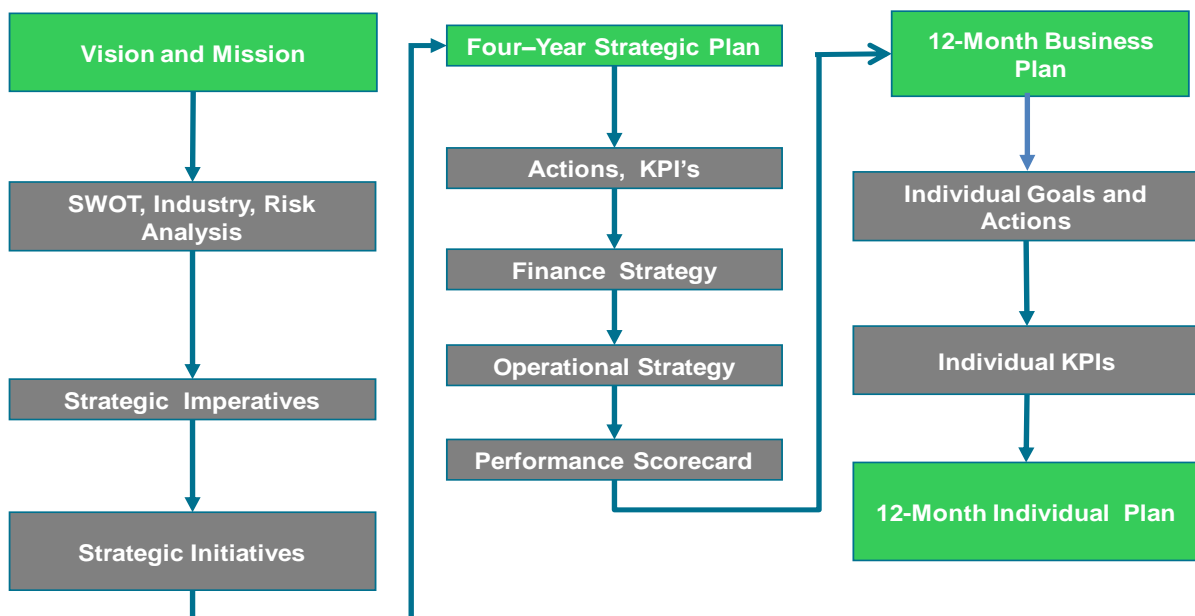 Vision and Mission
SWOT, Industry, Risk
Analysis
Strategic Imperatives
Strategic Initiatives
Four–Year Strategic Plan
Actions, KPI's
Finance Strategy
Operational Strategy
Performance Scorecard
12-Month Business
Plan
Individual Goals and
Actions
Individual KPIs
12-Month Individual Plan